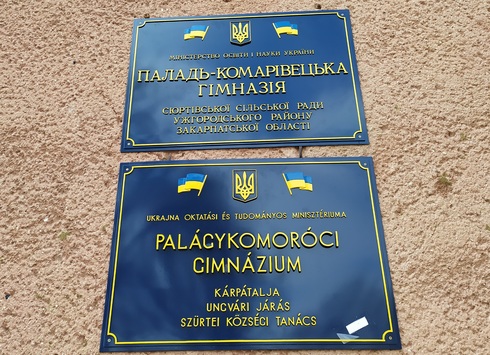 МІНІСТЕРСТВО ОСВІТИ І НАУКИ УКРАЇНИ
ПАЛАДЬ-КОМАРІВЕЦЬКА
ГІМНАЗІЯ
СЮРТІВСЬКОЇ СІЛЬСЬКОЇ РАДИ
УЖГОРОДСЬКОГО РАЙОНУ
ЗАКАРПАТСЬКОЇ ОБЛАСТІ
UKRAJNA OKTATÁSI ÉS TUDOMÁNYOS MINISZTÉRIUMA
PALÁGYKOMORÓCI
GIMNÁZIUM
KÁRPÁTALJA
UNGVÁRI JÁRÁS
SZÜRTEI KÖZSÉGI TANÁCS